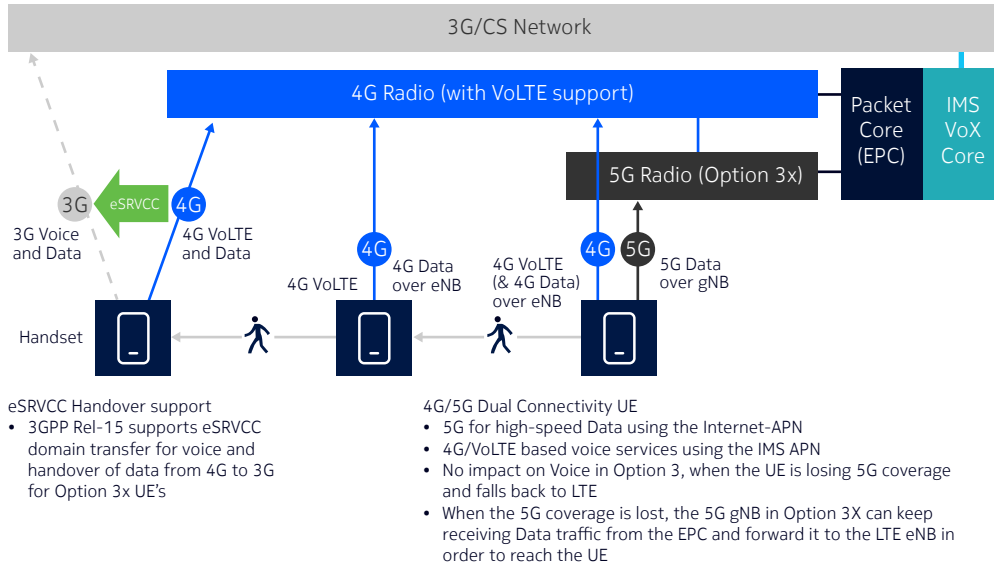 3G/CS Network
4G Radio (with VoLTE support)
Packet
Core
(EPC)
IMS
VoX
Core
5G Radio (Option 3x)
3G
eSRVCC
4G
3G Voice
and Data
4G VoLTE
and Data
4G
4G VoLTE
4G Data
over eNB
4G
5G
4G VoLTE
(& 4G Data)
over eNB
5G Data
over gNB
Handset
eSRVCC Handover support
• 3GPP Rel-15 supports eSRVCC
domain transfer for voice and
handover of data from 4G to 3G
for Option 3x UE's
4G/5G Dual Connectivity UE
• 5G for high-speed Data using the Internet-APN
• 4G/VoLTE based voice services using the IMS APN
• No impact on Voice in Option 3, when the UE is losing 5G coverage
and falls back to LTE
• When the 5G coverage is lost, the 5G gNB in Option 3X can keep
receiving Data traffic from the EPC and forward it to the LTE eNB in
order to reach the UE